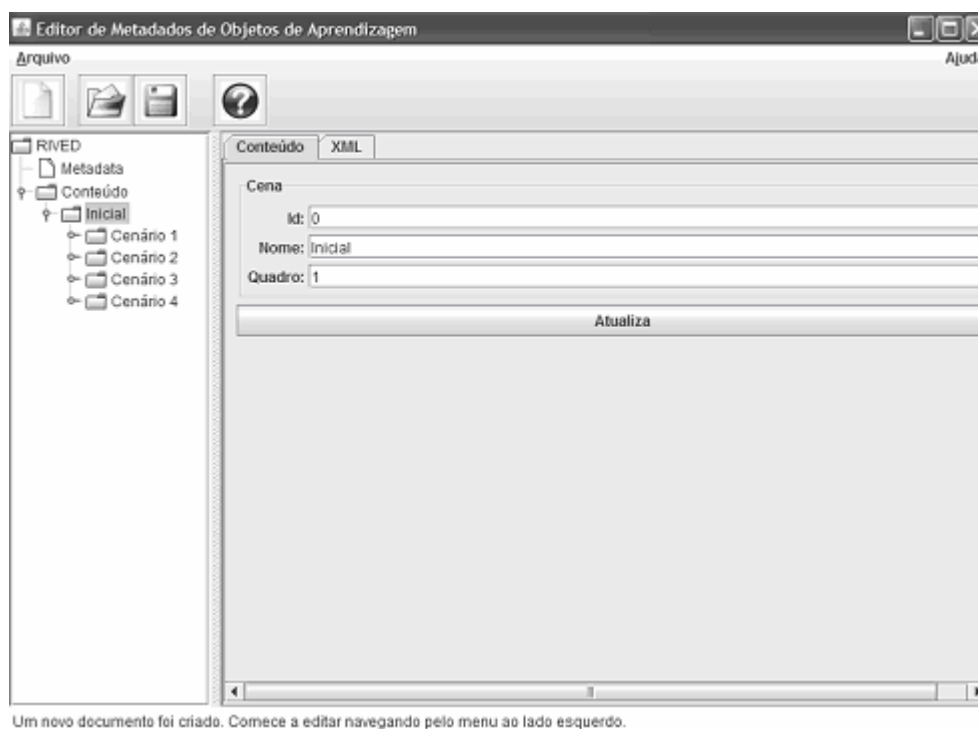 Editor de Metadados de Objetos de Aprendizagem
Arquivo
Ajuda
RIVED
Metadata
Conteúdo
Inicial
Cenário 1
Cenário 2
Cenário 3
Cenário 4
Conteúdo XML
Cena
Id: 0
Nome: Inicial
Quadro: 1
Atualiza
Um novo documento foi criado. Comece a editar navegando pelo menu ao lado esquerdo.